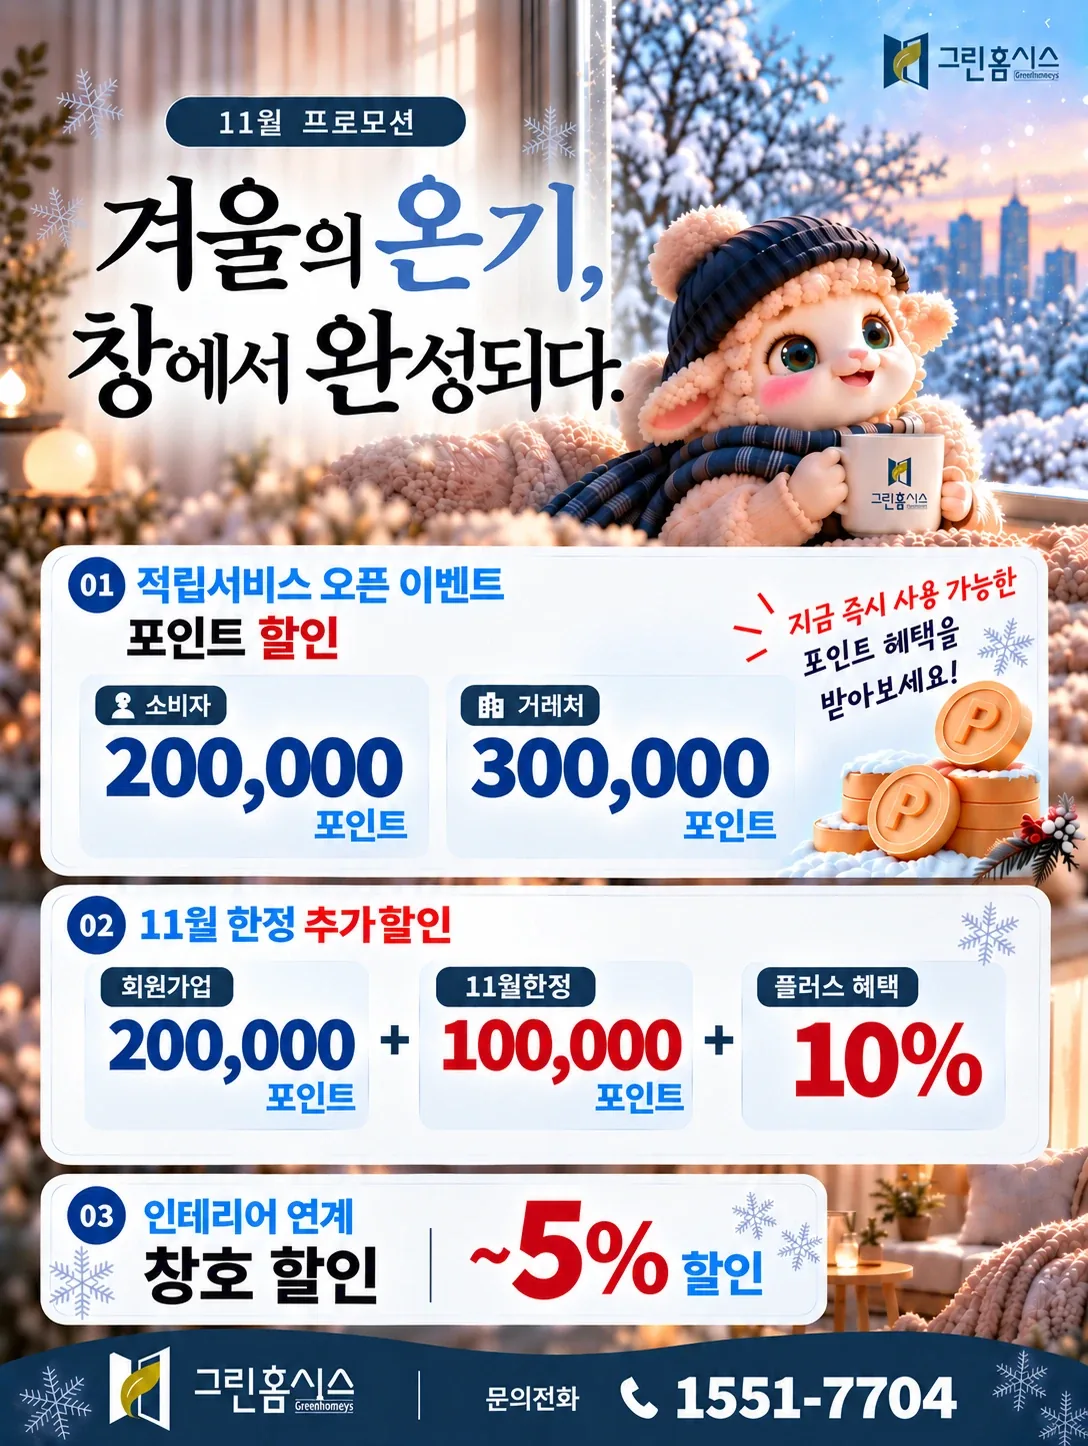 그린홈시스
Greenhomeys
11월 프로모션
겨울의 온기,
창에서 완성되다.
그린홈시스
01 적립서비스 오픈 이벤트
포인트 할인
지금 즉시 사용 가능한
포인트 혜택을
받아보세요!
소비자
200,000
포인트
거레처
300,000
포인트
P
P
02 11월 한정 추가할인
회원가업
200,000
포인트
+
11월한정
100,000
포인트
+
플러스 혜택
10%
03 인테리어 연계
창호 할인
~5% 할인
그린홈시스
Greenhomeys
문의전화
1551-7704